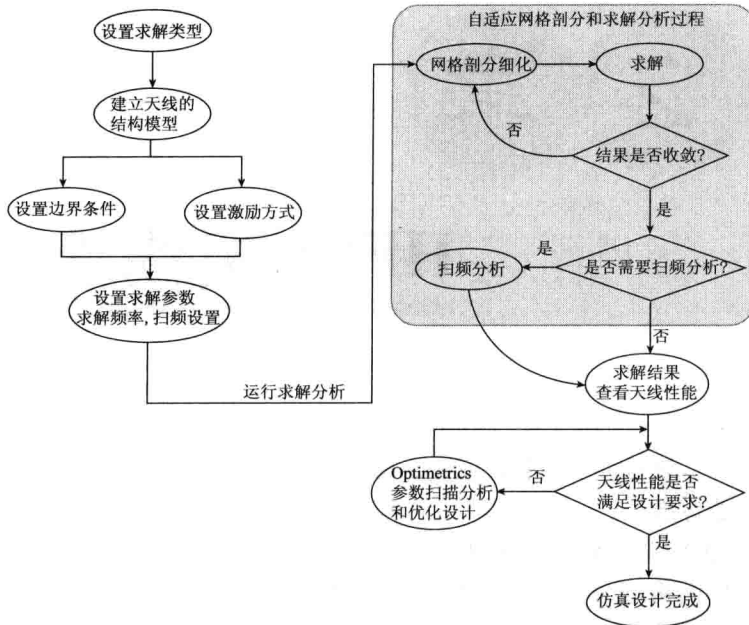 设置求解类型
建立天线的
结构模型
设置边界条件
设置激励方式
设置求解参数
求解频率,扫频设置
运行求解分析
自适应网格剖分和求解分析过程
网格剖分细化
求解
否
结果是否收敛?
是
是否需要扫频分析?
是
扫频分析
否
求解结果
查看天线性能
天线性能是否
满足设计要求?
否
Optimetrics
参数扫描分析
和优化设计
是
仿真设计完成